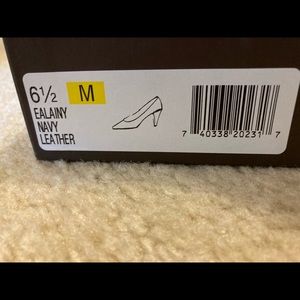 6½ M
EALAINY
NAVY
LEATHER
7 40338 20231 7